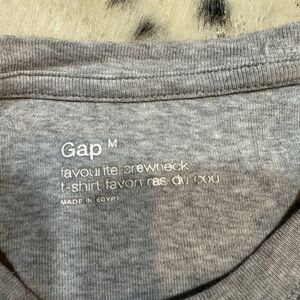 Gap M
favourite crewneck
t-shirt favori ras du cou
MADE IN EGYPT